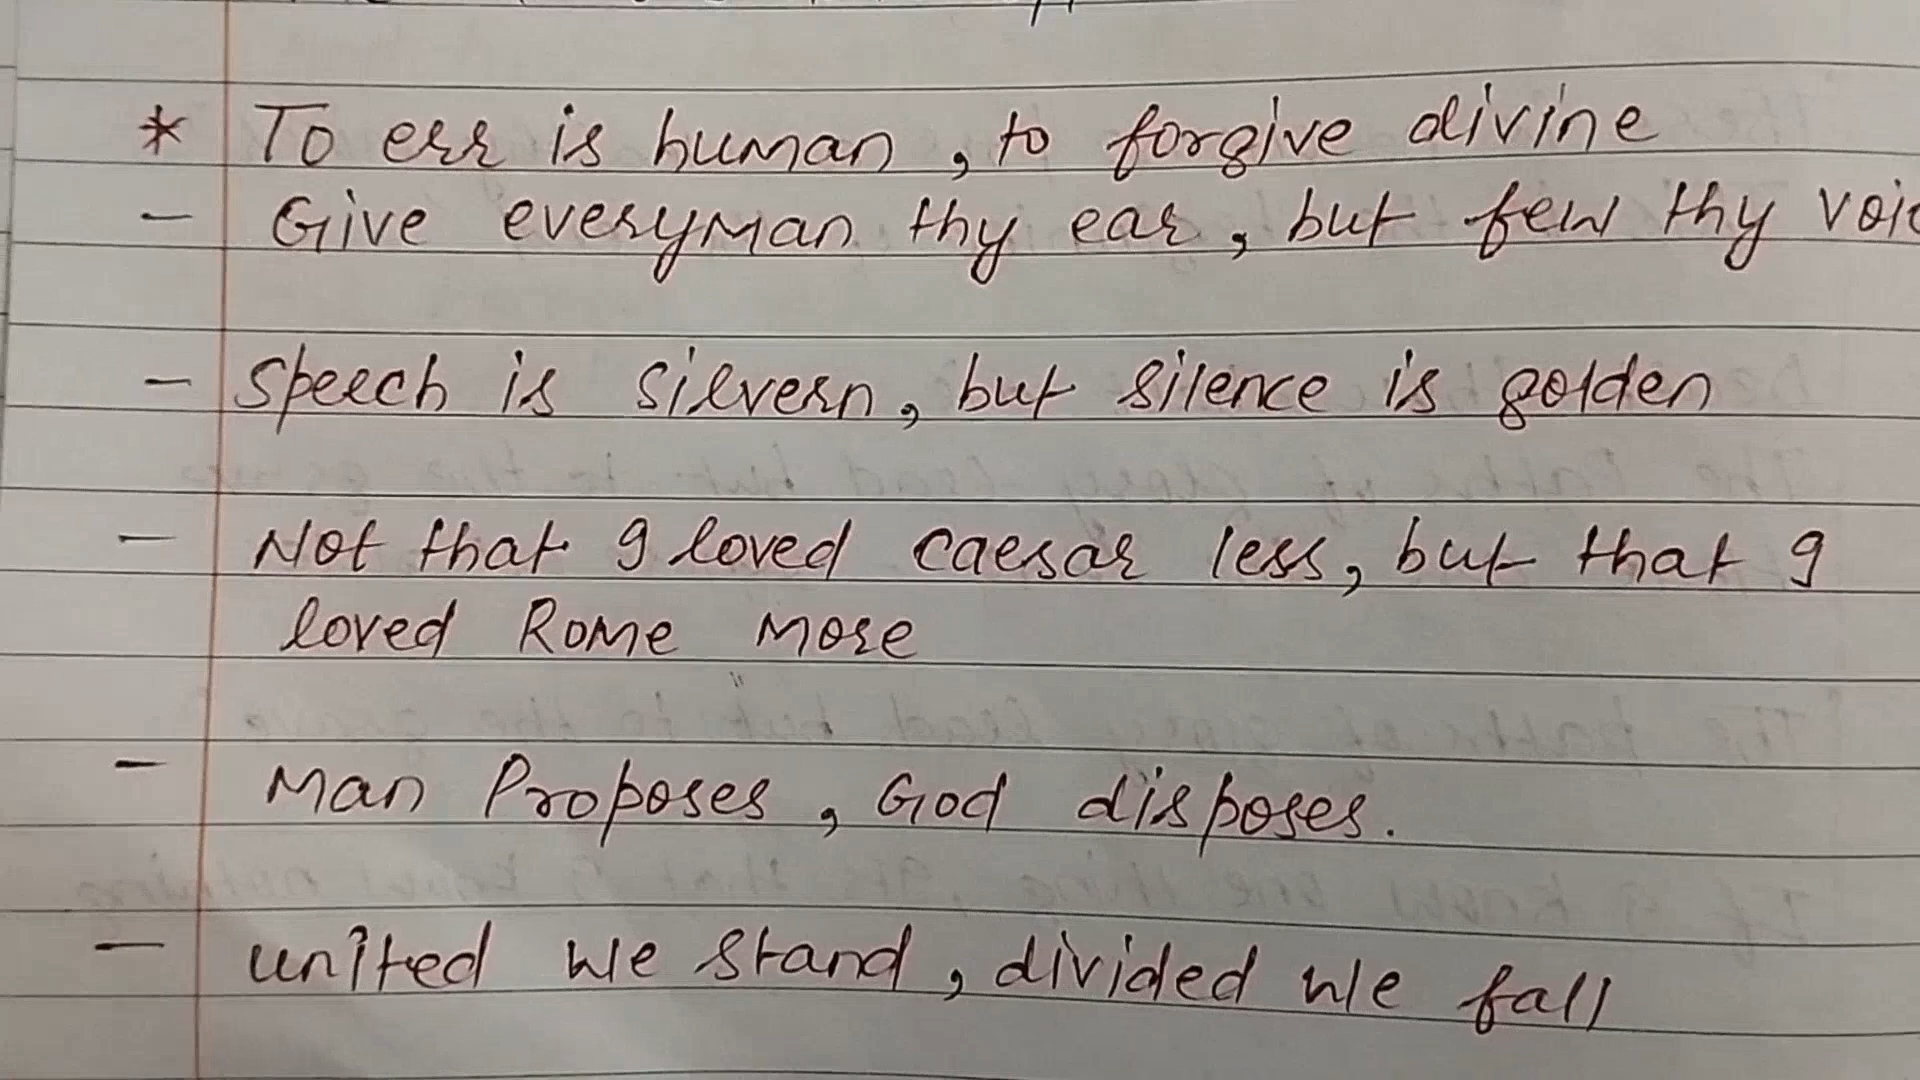 * To err is human, to forgive divine
- Give everyman thy ear, but few thy
- Speech is silvern, but silence is golden
- Not that I loved caesar less, but that I
loved Rome more
- Man Proposes, God disposes.
- united we stand, divided we fall